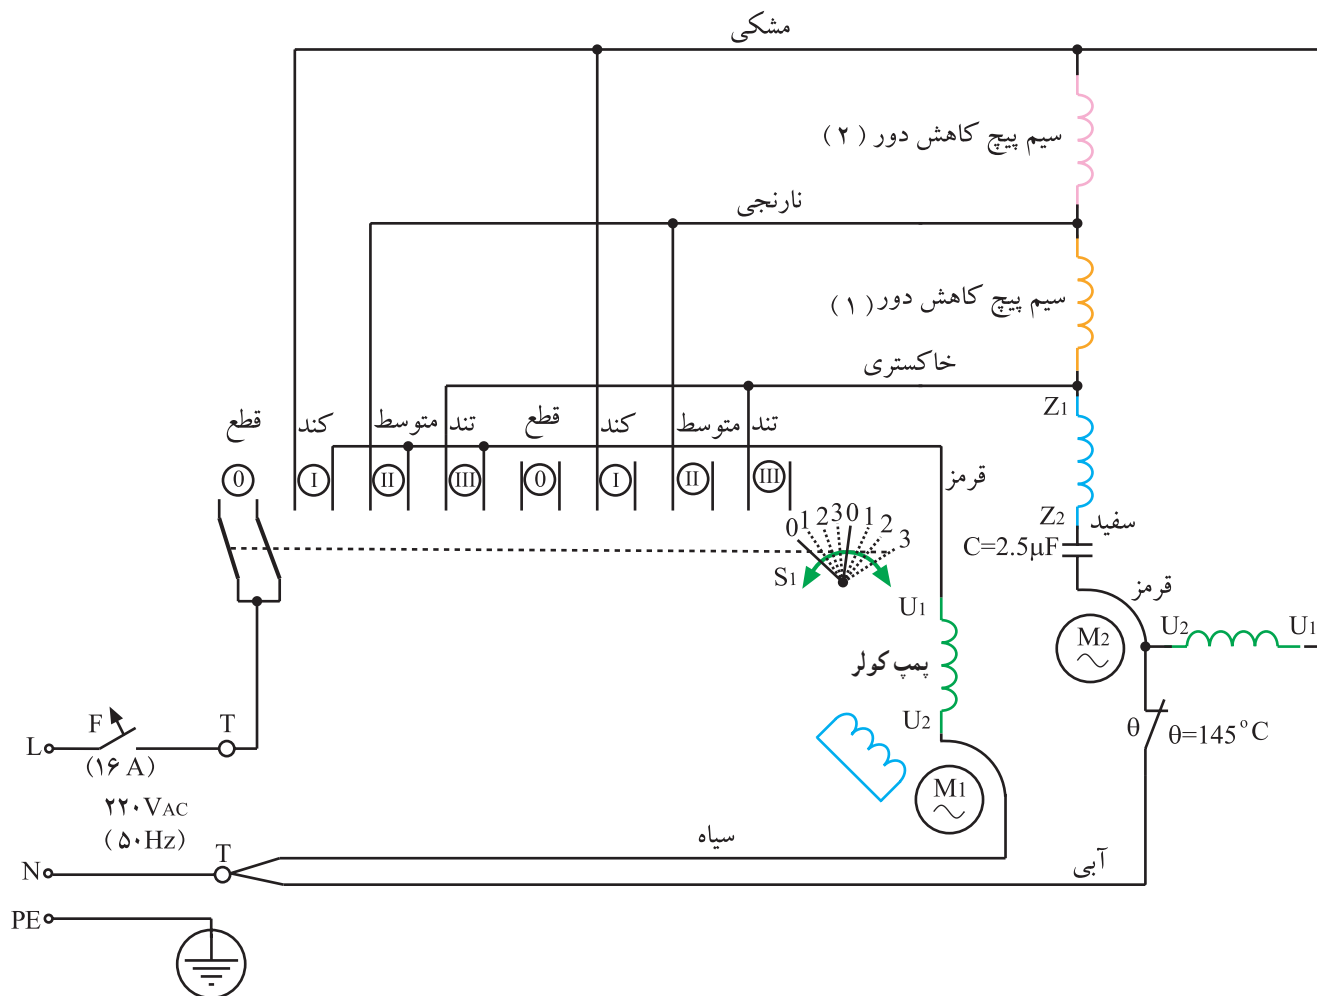 مشکی
سیم پیچ کاهش دور (۲)
نارنجی
سیم پیچ کاهش دور (۱)
خاکستری
Z1
قطع
کند
متوسط
تند
قطع
کند
متوسط
تند
0
I
II
III
0
I
II
III
قرمز
0 1 2 3 0 1 2 3
S1
Z2
سفید
C=2.5µF
قرمز
U1
M2
U2
U1
پمپ کولر
U2
F
T
L
(۱۶ A)
θ
θ=145°C
M1
۲۲۰VAC
(۵۰Hz)
سیاه
T
N
آبی
PE